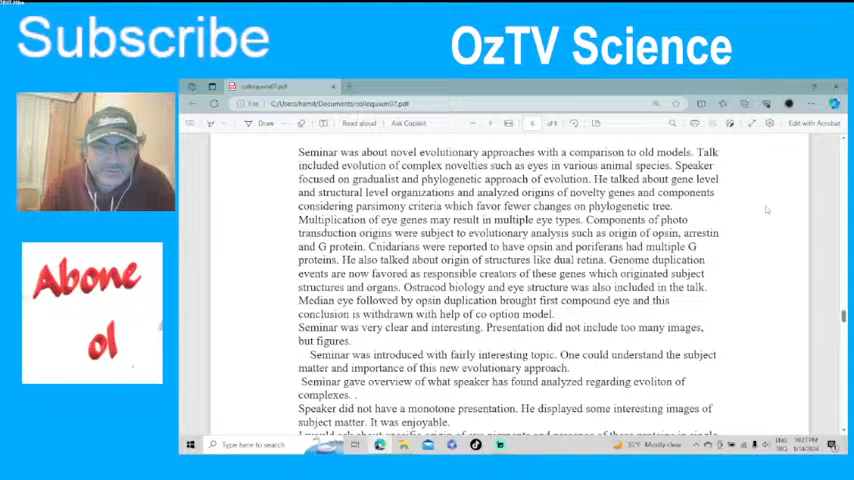 Subscribe
OzTV Science
colloquium07.pdf
File
C:/Users/hamit/Documents/colloquium07.pdf
Draw
Read aloud
Ask Copilot
6
of 9
Edit with Acrobat
Seminar was about novel evolutionary approaches with a comparison to old models. Talk
included evolution of complex novelties such as eyes in various animal species. Speaker
focused on gradualist and phylogenetic approach of evolution. He talked about gene level
and structural level organizations and analyzed origins of novelty genes and components
considering parsimony criteria which favor fewer changes on phylogenetic tree.
Multiplication of eye genes may result in multiple eye types. Components of photo
transduction origins were subject to evolutionary analysis such as origin of opsin, arrestin
and G protein. Cnidarians were reported to have opsin and poriferans had multiple G
proteins. He also talked about origin of structures like dual retina. Genome duplication
events are now favored as responsible creators of these genes which originated subject
structures and organs. Ostracod biology and eye structure was also included in the talk.
Median eye followed by opsin duplication brought first compound eye and this
conclusion is withdrawn with help of co option model.
Seminar was very clear and interesting. Presentation did not include too many images,
but figures.
Seminar was introduced with fairly interesting topic. One could understand the subject
matter and importance of this new evolutionary approach.
Seminar gave overview of what speaker has found analyzed regarding evoliton of
complexes. .
Speaker did not have a monotone presentation. He displayed some interesting images of
subject matter. It was enjoyable.
Abone
ol
Type here to search
35°F Mostly clear
ENG
TRQ
10:27 PM
1/14/2024